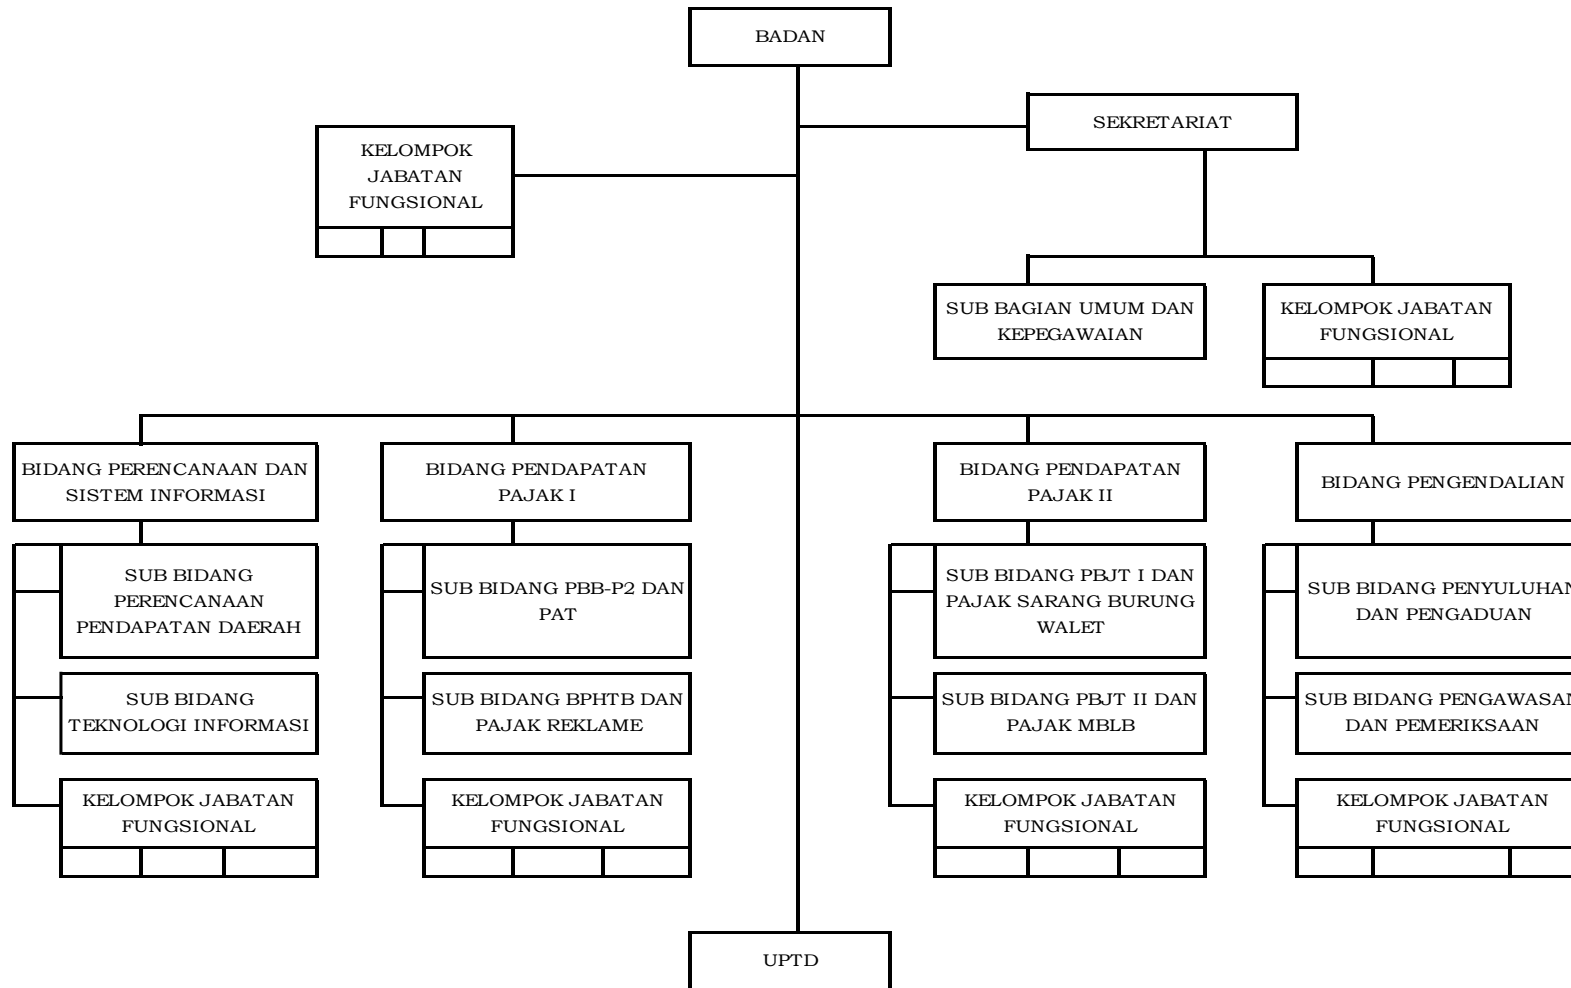 BADAN
SEKRETARIAT
KELOMPOK
JABATAN
FUNGSIONAL
SUB BAGIAN UMUM DAN
KEPEGAWAIAN
KELOMPOK JABATAN
FUNGSIONAL
BIDANG PERENCANAAN DAN
SISTEM INFORMASI
BIDANG PENDAPATAN
PAJAK I
BIDANG PENDAPATAN
PAJAK II
BIDANG PENGENDALIAN
SUB BIDANG
PERENCANAAN
PENDAPATAN DAERAH
SUB BIDANG PBB-P2 DAN
PAT
SUB BIDANG PBJT I DAN
PAJAK SARANG BURUNG
WALET
SUB BIDANG PENYULUHAN
DAN PENGADUAN
SUB BIDANG
TEKNOLOGI INFORMASI
SUB BIDANG BPHTB DAN
PAJAK REKLAME
SUB BIDANG PBJT II DAN
PAJAK MBLB
SUB BIDANG PENGAWASAN
DAN PEMERIKSAAN
KELOMPOK JABATAN
FUNGSIONAL
KELOMPOK JABATAN
FUNGSIONAL
KELOMPOK JABATAN
FUNGSIONAL
KELOMPOK JABATAN
FUNGSIONAL
UPTD